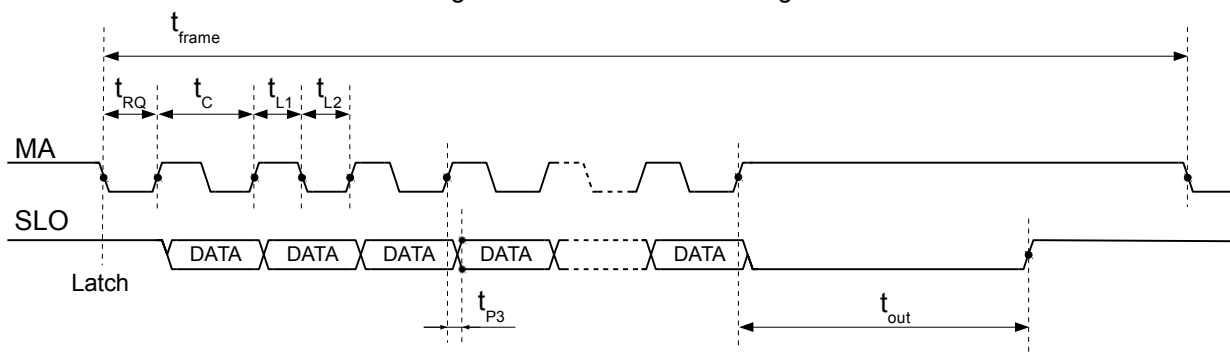 t_frame
t_RQ t_C t_L1 t_L2
MA
SLO
DATA DATA DATA DATA DATA
Latch
t_P3
t_out